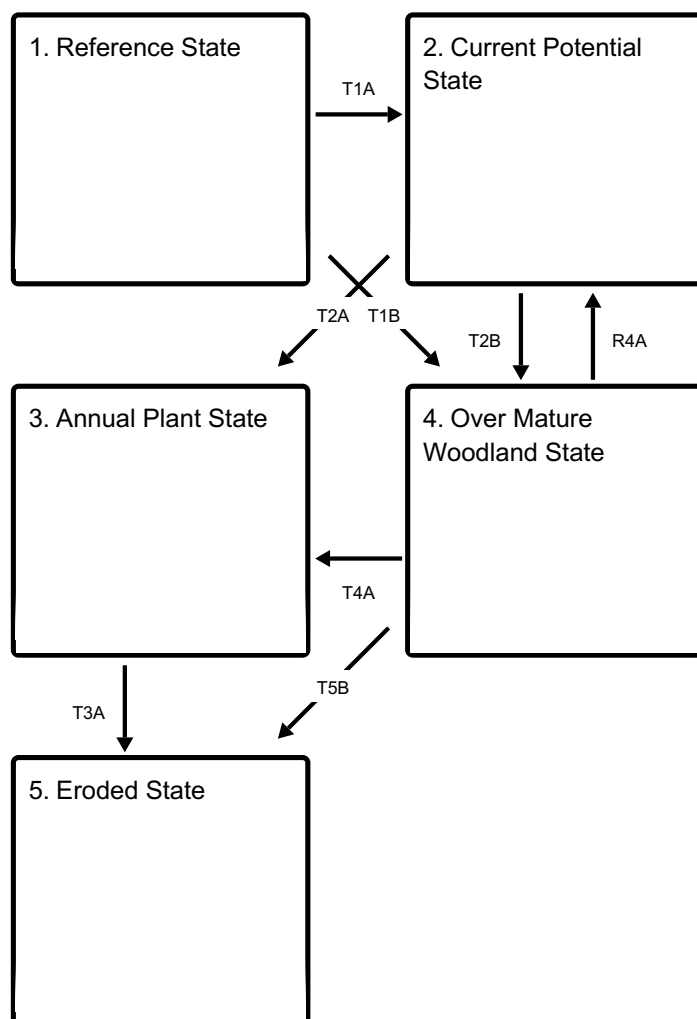 1. Reference State
2. Current Potential
State
T1A
T2A
T1B
T2B
R4A
3. Annual Plant State
4. Over Mature
Woodland State
T4A
T5B
T3A
5. Eroded State